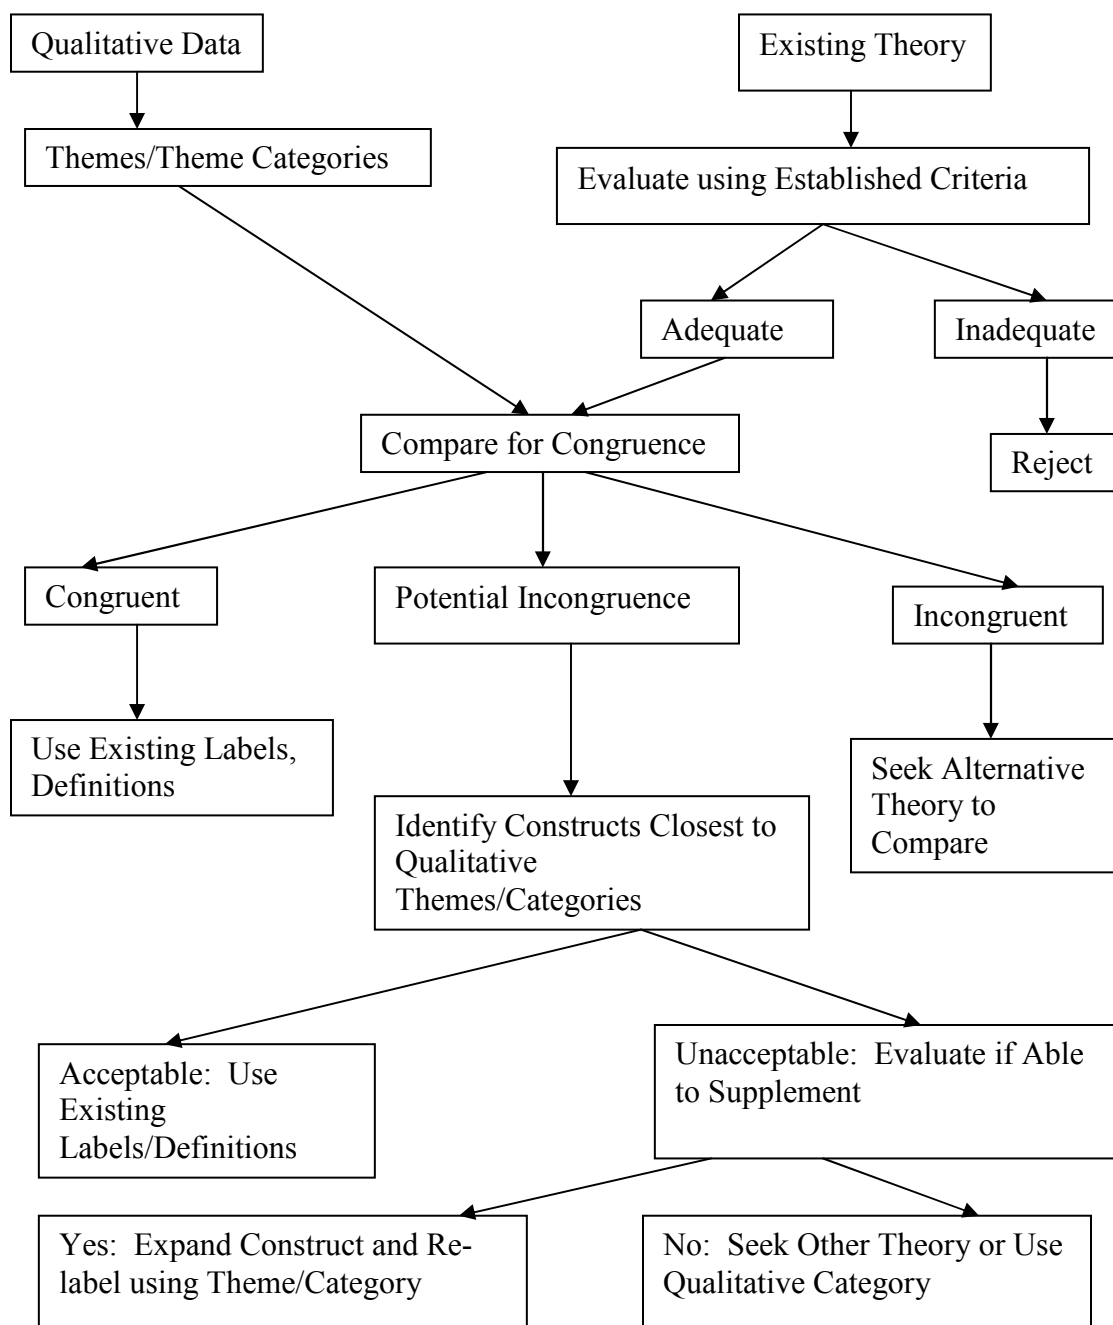 Qualitative Data
Existing Theory
Themes/Theme Categories
Evaluate using Established Criteria
Adequate
Inadequate
Compare for Congruence
Reject
Congruent
Potential Incongruence
Incongruent
Use Existing Labels,
Definitions
Seek Alternative
Theory to
Compare
Identify Constructs Closest to
Qualitative
Themes/Categories
Acceptable:  Use
Existing
Labels/Definitions
Unacceptable:  Evaluate if Able
to Supplement
Yes:  Expand Construct and Re-
label using Theme/Category
No:  Seek Other Theory or Use
Qualitative Category